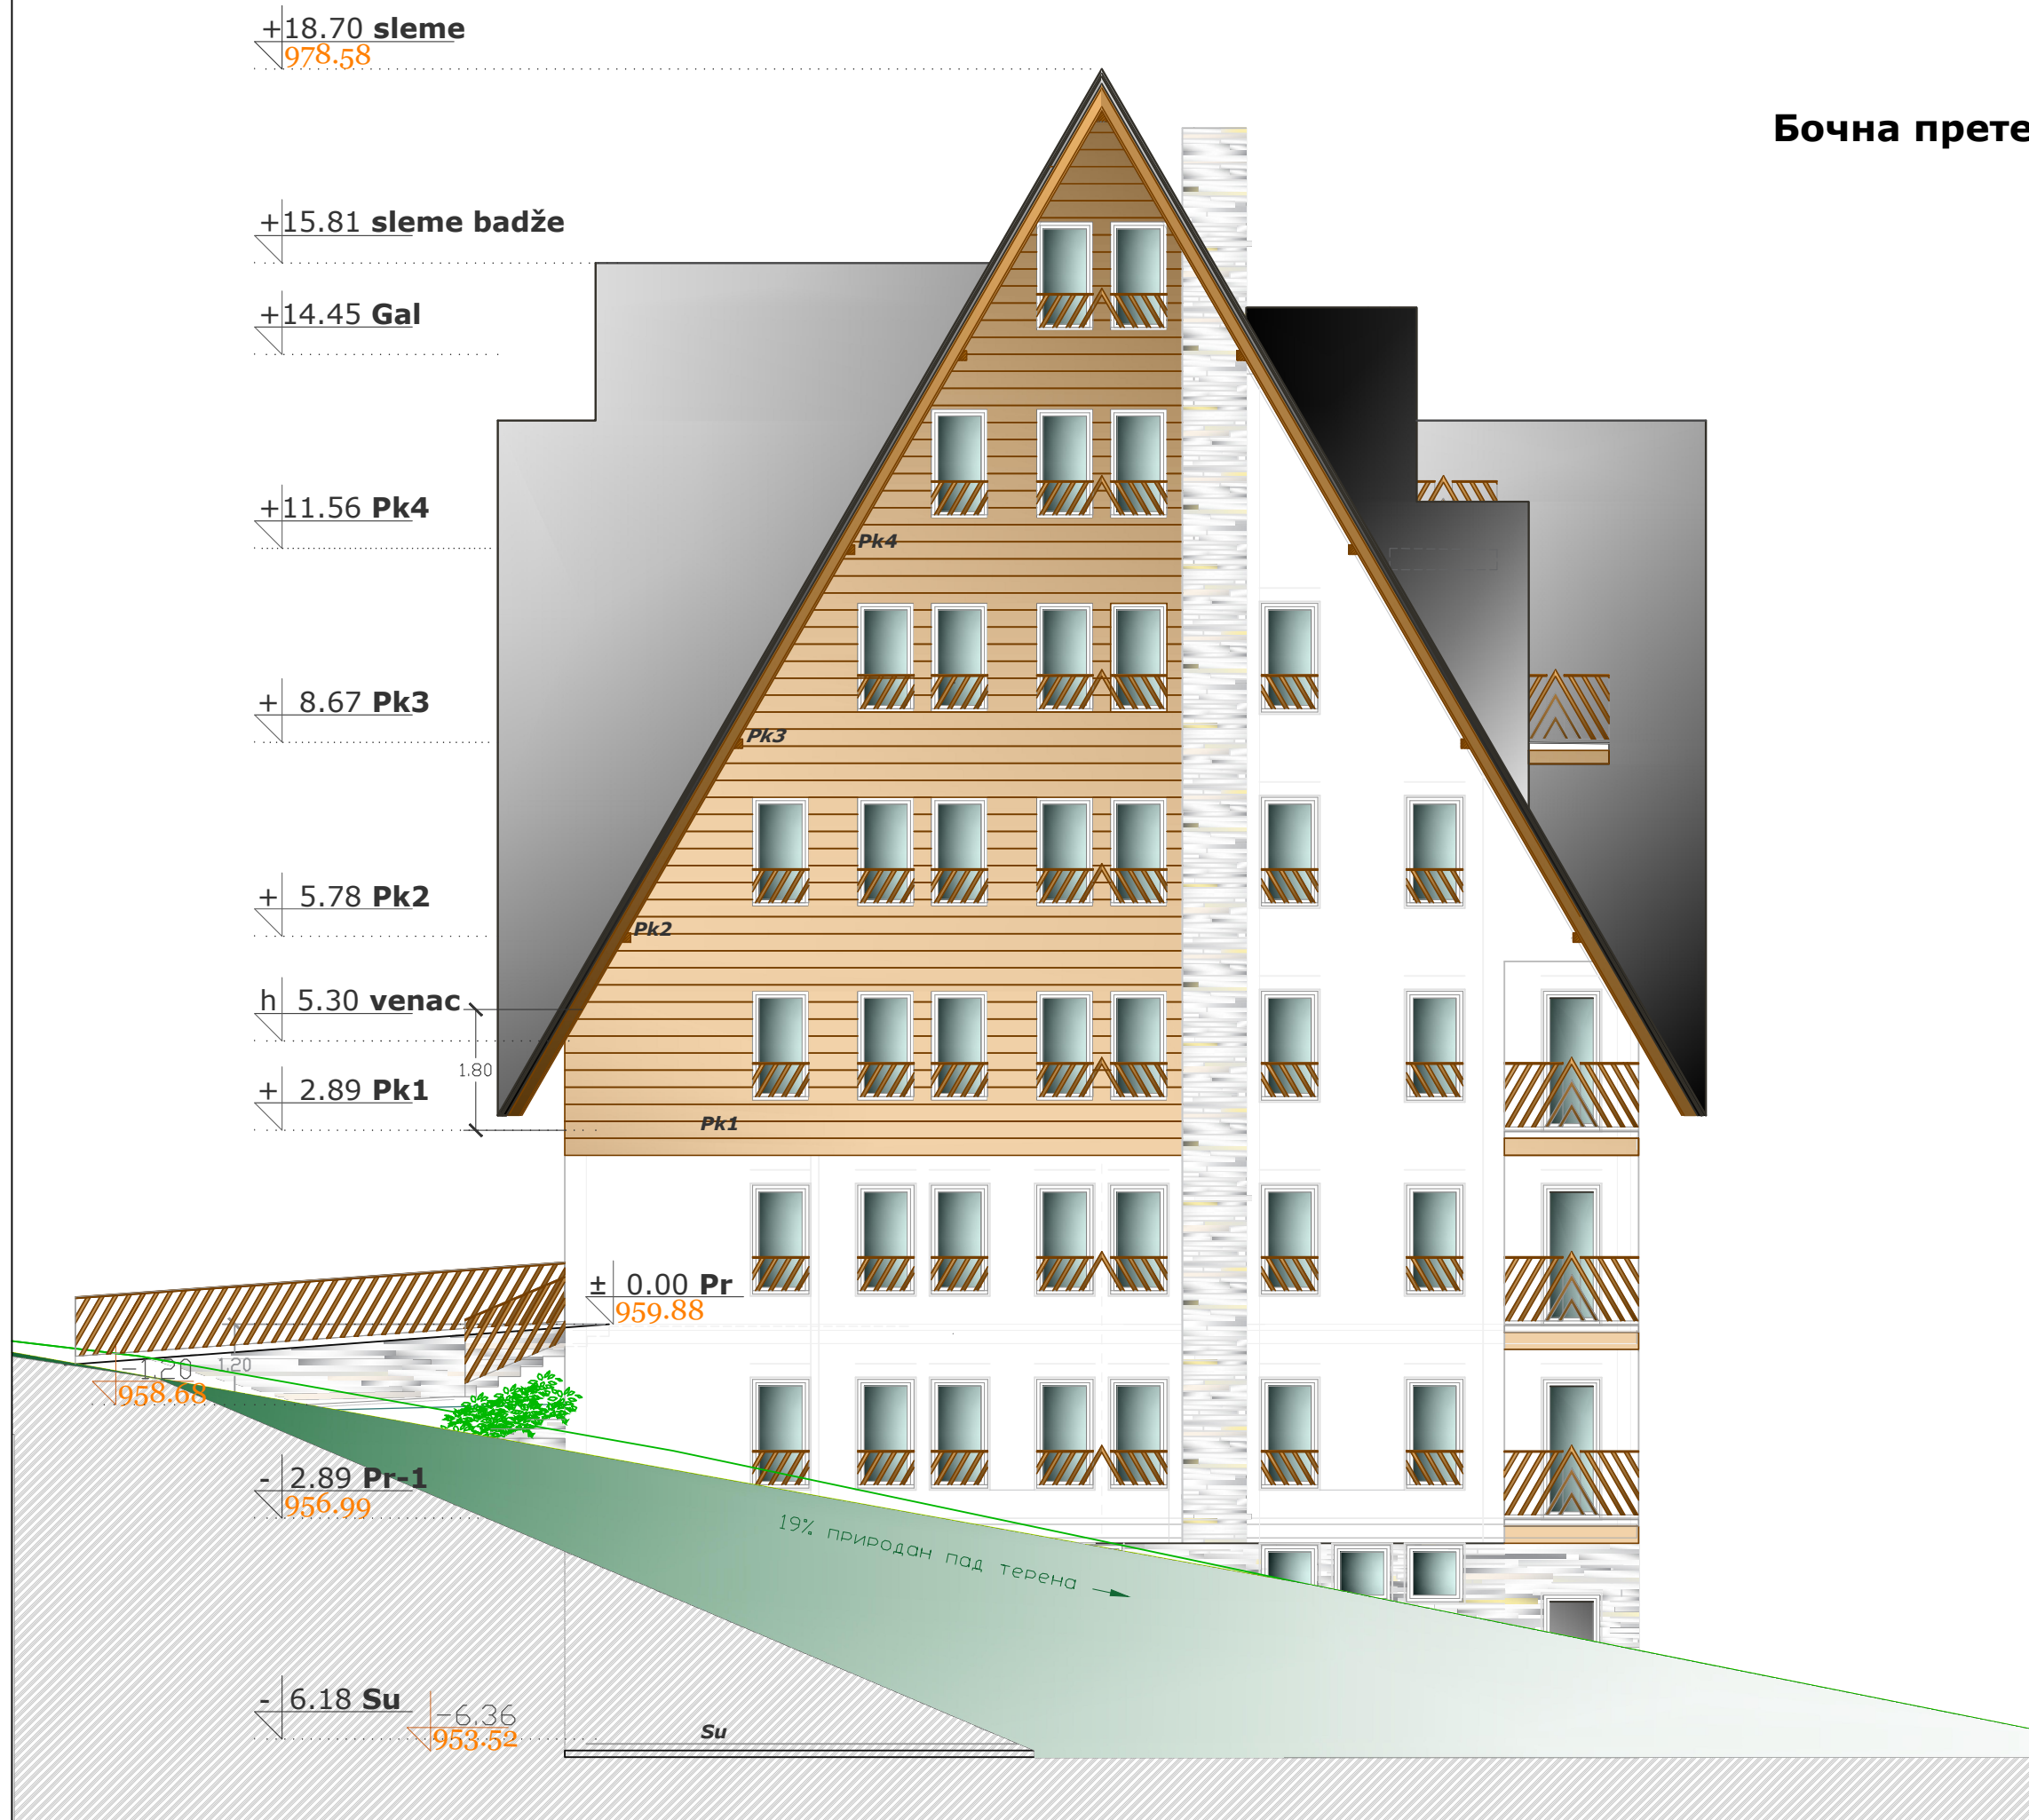 +18.70 sleme
978.58
Бочна прете
+15.81 sleme badže
+14.45 Gal
+11.56 Pk4
Pk4
+ 8.67 Pk3
Pk3
+ 5.78 Pk2
Pk2
h 5.30 venac
1.80
+ 2.89 Pk1
Pk1
± 0.00 Pr
959.88
-1.20
1.20
958.68
- 2.89 Pr-1
956.99
19% природан пад терена
- 6.18 Su
-6.36
953.52
Su